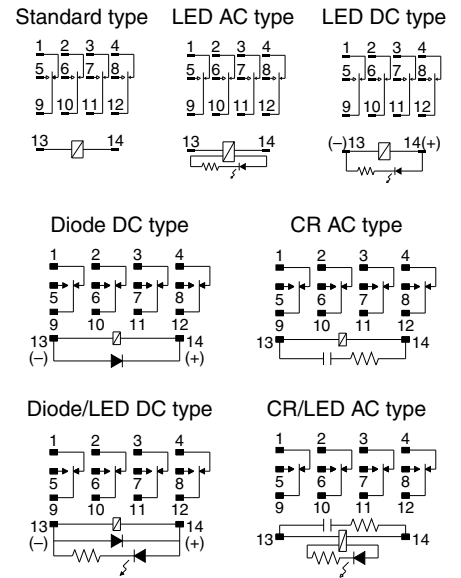 Standard type LED AC type LED DC type
1 2 3 4 1 2 3 4 1 2 3 4
5 6 7 8 5 6 7 8 5 6 7 8
9 10 11 12 9 10 11 12 9 10 11 12
13 14 13 14 (−)13 14(+)
Diode DC type CR AC type
1 2 3 4 1 2 3 4
5 6 7 8 5 6 7 8
9 10 11 12 9 10 11 12
13 14 13 14
(−) (+)
Diode/LED DC type CR/LED AC type
1 2 3 4 1 2 3 4
5 6 7 8 5 6 7 8
9 10 11 12 9 10 11 12
13 14 13 14
(−) (+)